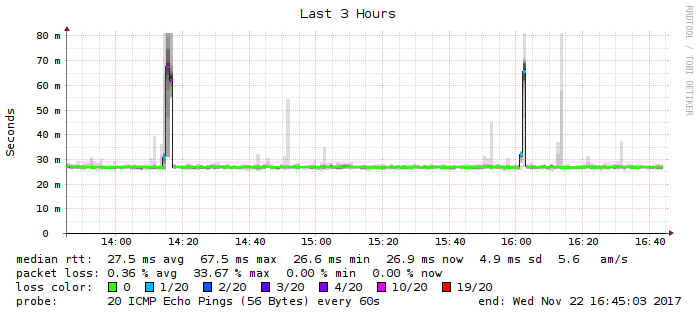 Last 3 Hours
RRDTOOL / TOBI OETIKER
Seconds
80 m
70 m
60 m
50 m
40 m
30 m
20 m
10 m
0
14:00 14:20 14:40 15:00 15:20 15:40 16:00 16:20 16:40
median rtt: 27.5 ms avg 67.5 ms max 26.6 ms min 26.9 ms now 4.9 ms sd 5.6 am/s
packet loss: 0.36 % avg 33.67 % max 0.00 % min 0.00 % now
loss color: 0 1/20 2/20 3/20 4/20 10/20 19/20
probe: 20 ICMP Echo Pings (56 Bytes) every 60s end: Wed Nov 22 16:45:03 2017